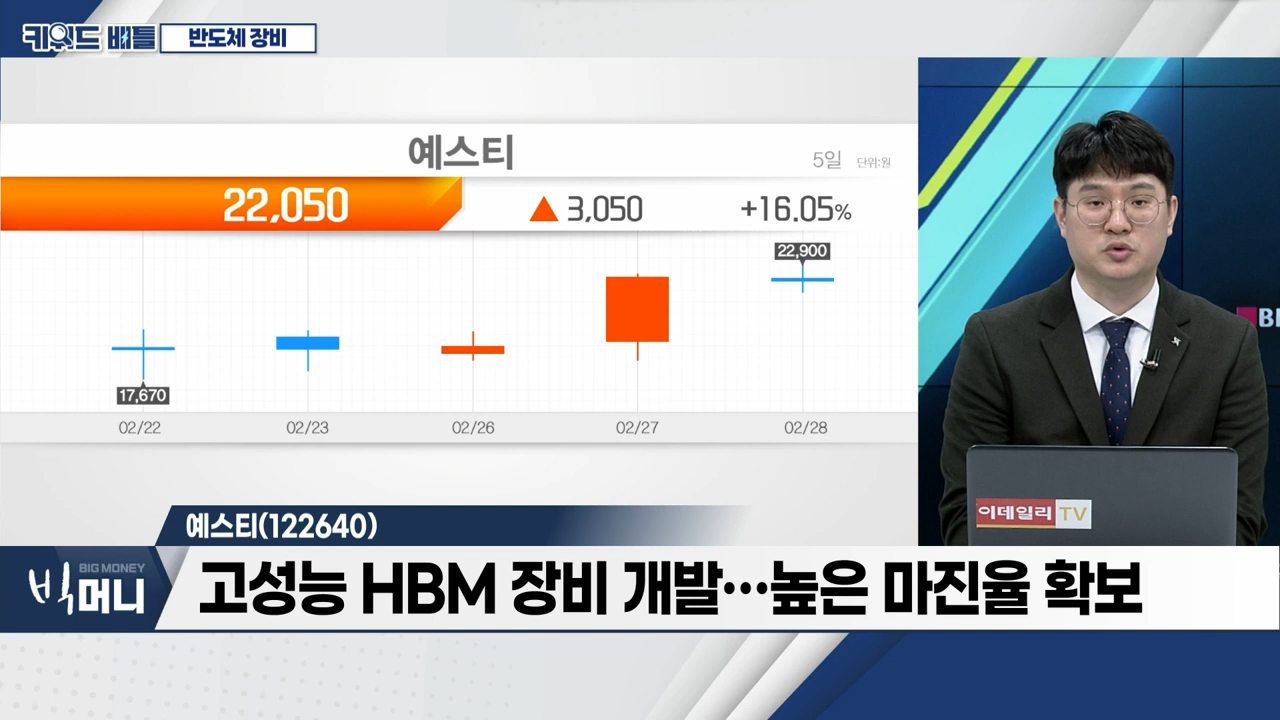 키워드 배틀
반도체 장비
예스티
5일 단위:원
22,050 ▲ 3,050 +16.05%
22,900
17,670
02/22 02/23 02/26 02/27 02/28
이데일리 TV
예스티(122640)
BIG MONEY
빅머니
고성능 HBM 장비 개발…높은 마진율 확보